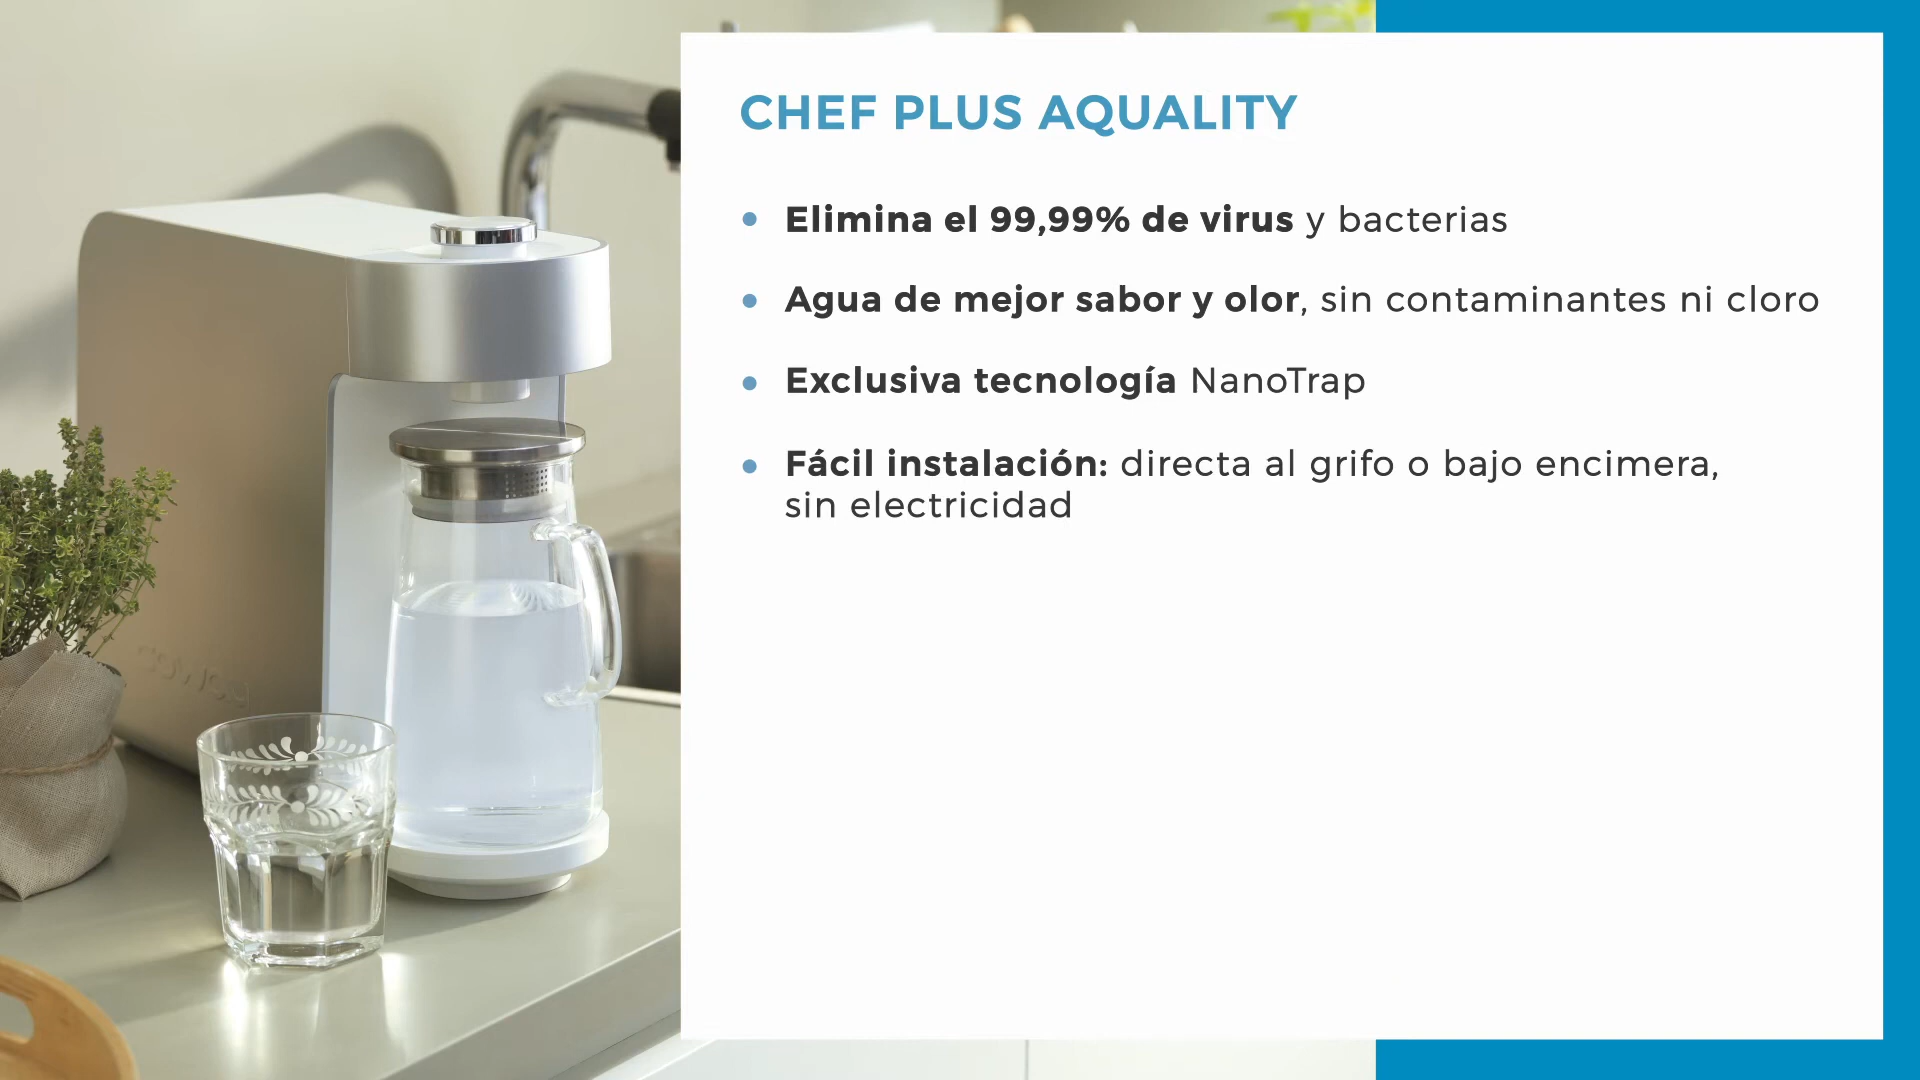 CHEF PLUS AQUALITY
• Elimina el 99,99% de virus y bacterias
• Agua de mejor sabor y olor, sin contaminantes ni cloro
• Exclusiva tecnología NanoTrap
• Fácil instalación: directa al grifo o bajo encimera,
sin electricidad